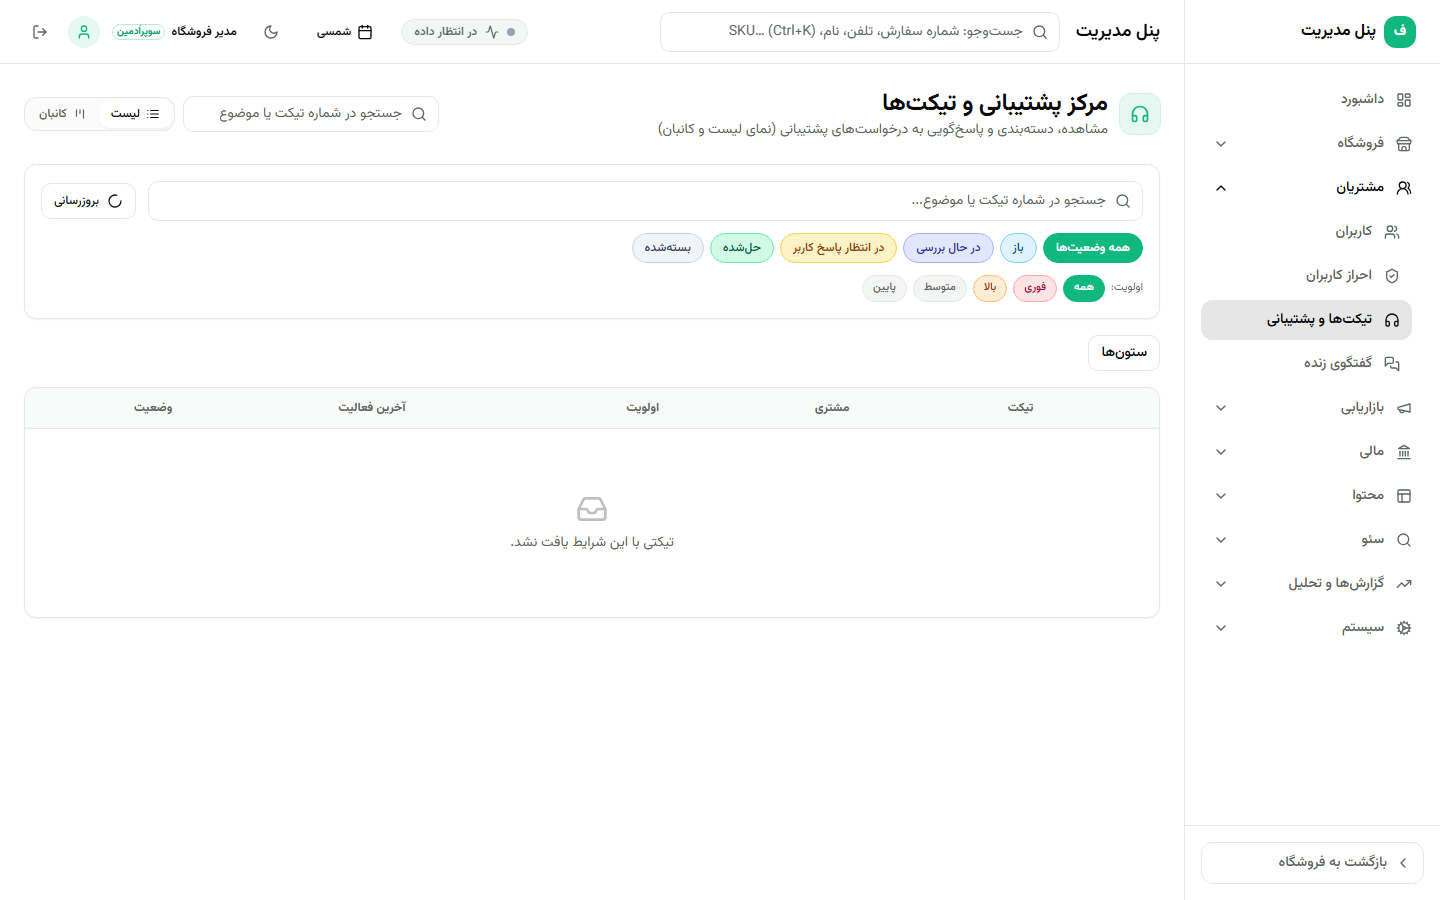 ف
پنل مدیریت
داشبورد
فروشگاه
مشتریان
کاربران
احراز کاربران
تیکت‌ها و پشتیبانی
گفتگوی زنده
بازاریابی
مالی
محتوا
سئو
گزارش‌ها و تحلیل
سیستم
بازگشت به فروشگاه
پنل مدیریت
جست‌وجو: شماره سفارش، تلفن، نام، SKU… (Ctrl+K)
در انتظار داده
شمسی
مدیر فروشگاه
سوپرادمین
مرکز پشتیبانی و تیکت‌ها
مشاهده، دسته‌بندی و پاسخ‌گویی به درخواست‌های پشتیبانی (نمای لیست و کانبان)
جستجو در شماره تیکت یا موضوع
لیست
کانبان
جستجو در شماره تیکت یا موضوع...
بروزرسانی
همه وضعیت‌ها
باز
در حال بررسی
در انتظار پاسخ کاربر
حل‌شده
بسته‌شده
اولویت:
همه
فوری
بالا
متوسط
پایین
ستون‌ها
تیکت
مشتری
اولویت
آخرین فعالیت
وضعیت
تیکتی با این شرایط یافت نشد.